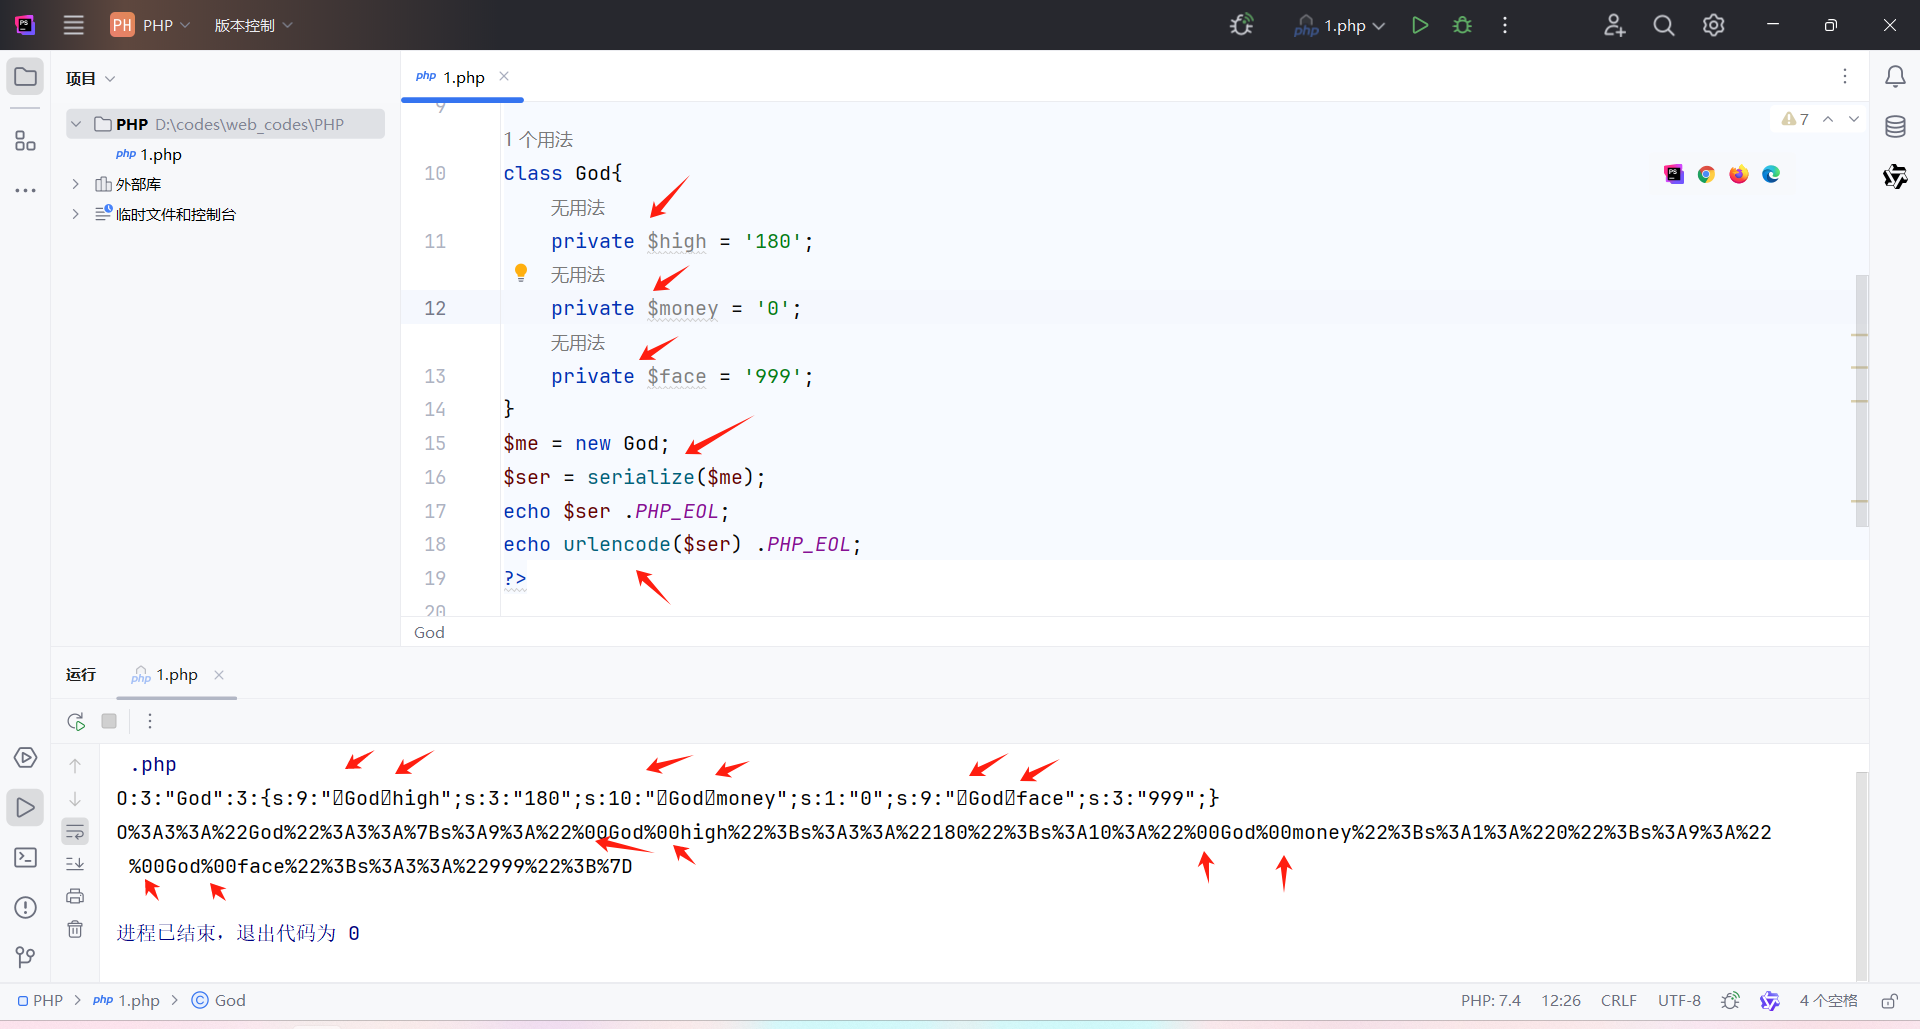 PH PHP 版本控制 1.php
项目
PHP D:\codes\web_codes\PHP
php 1.php
外部库
临时文件和控制台
php 1.php
7
9
1 个用法
10 class God{
无用法
11 private $high = '180';
无用法
12 private $money = '0';
无用法
13 private $face = '999';
14 }
15 $me = new God;
16 $ser = serialize($me);
17 echo $ser .PHP_EOL;
18 echo urlencode($ser) .PHP_EOL;
19 ?>
20
God
运行 php 1.php
.php
O:3:"God":3:{s:9:"␀God␀high";s:3:"180";s:10:"␀God␀money";s:1:"0";s:9:"␀God␀face";s:3:"999";}
O%3A3%3A%22God%22%3A3%3A%7Bs%3A9%3A%22%00God%00high%22%3Bs%3A3%3A%22180%22%3Bs%3A10%3A%22%00God%00money%22%3Bs%3A1%3A%220%22%3Bs%3A9%3A%22
%00God%00face%22%3Bs%3A3%3A%22999%22%3B%7D
进程已结束，退出代码为 0
PHP php 1.php God PHP: 7.4 12:26 CRLF UTF-8 4 个空格